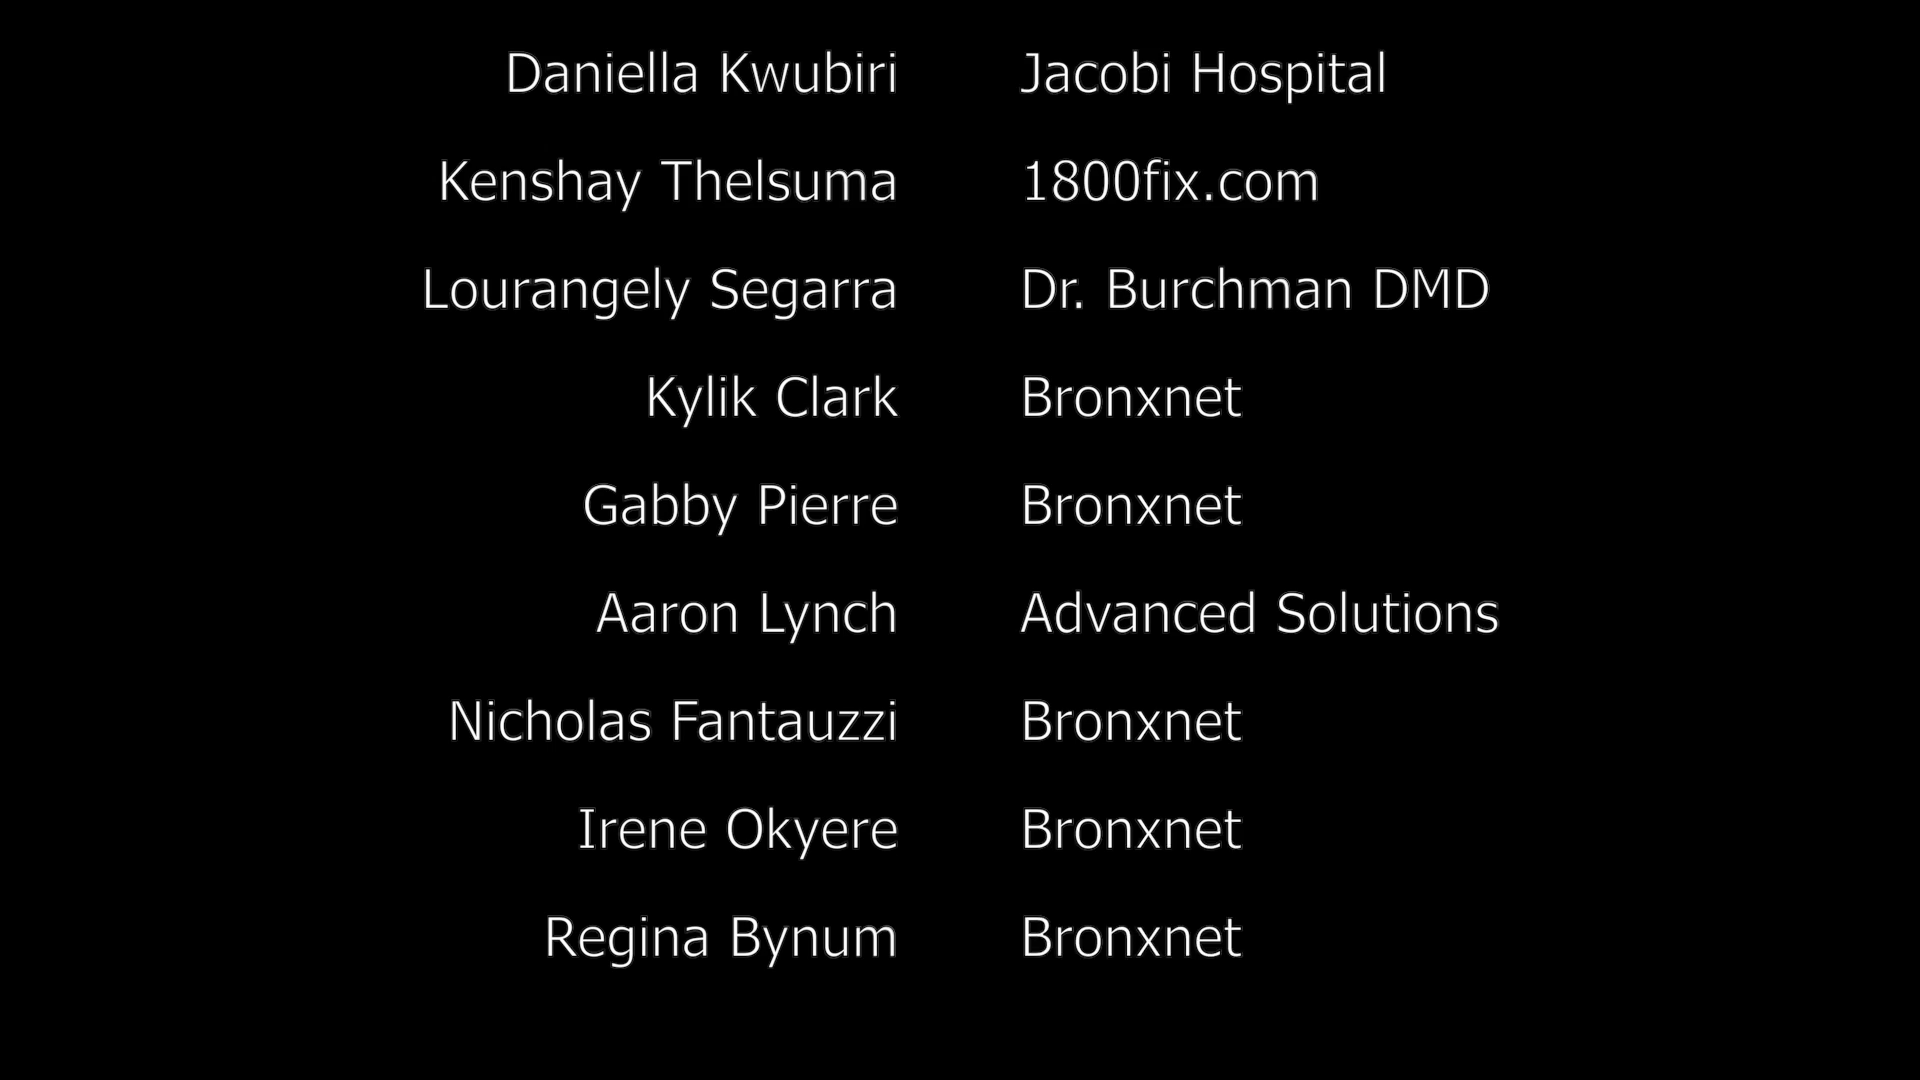 Daniella Kwubiri Jacobi Hospital
Kenshay Thelsuma 1800fix.com
Lourangely Segarra Dr. Burchman DMD
Kylik Clark Bronxnet
Gabby Pierre Bronxnet
Aaron Lynch Advanced Solutions
Nicholas Fantauzzi Bronxnet
Irene Okyere Bronxnet
Regina Bynum Bronxnet